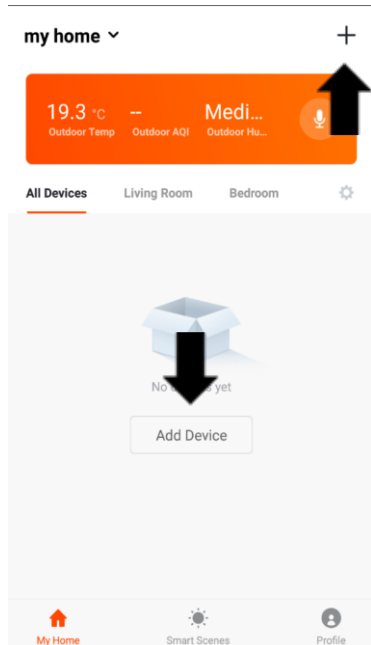 my home
19.3 °C -- Medi...
Outdoor Temp Outdoor AQI Outdoor Hu...
All Devices Living Room Bedroom
No yet
Add Device
My Home Smart Scenes Profile